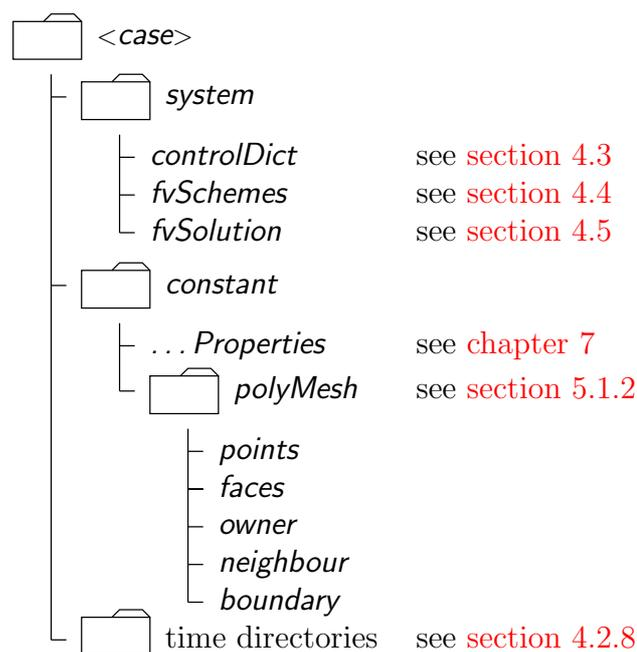 <case>
system
controlDict see section 4.3
fvSchemes see section 4.4
fvSolution see section 4.5
constant
...Properties see chapter 7
polyMesh see section 5.1.2
points
faces
owner
neighbour
boundary
time directories see section 4.2.8